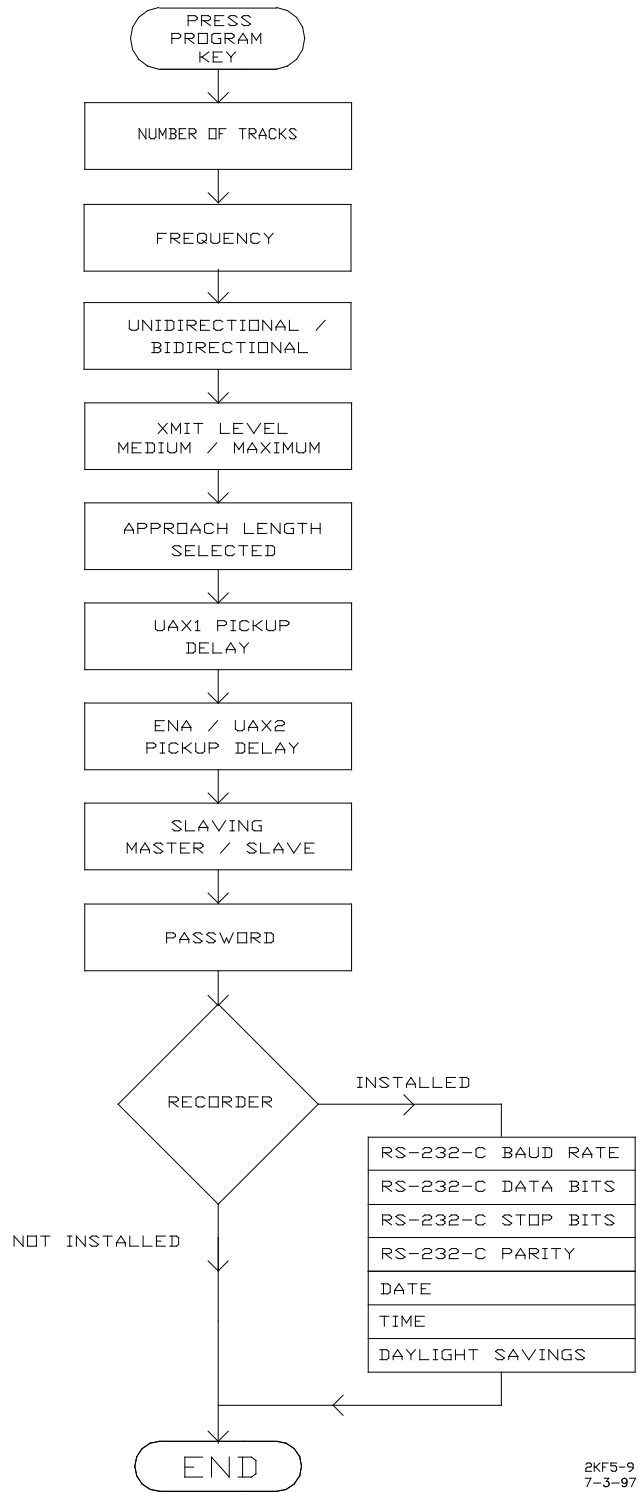 PRESS
PROGRAM
KEY
NUMBER OF TRACKS
FREQUENCY
UNIDIRECTIONAL /
BIDIRECTIONAL
XMIT LEVEL
MEDIUM / MAXIMUM
APPROACH LENGTH
SELECTED
UAX1 PICKUP
DELAY
ENA / UAX2
PICKUP DELAY
SLAVING
MASTER / SLAVE
PASSWORD
RECORDER
INSTALLED
RS-232-C BAUD RATE
RS-232-C DATA BITS
RS-232-C STOP BITS
RS-232-C PARITY
DATE
TIME
DAYLIGHT SAVINGS
NOT INSTALLED
END
2KF5-9
7-3-97